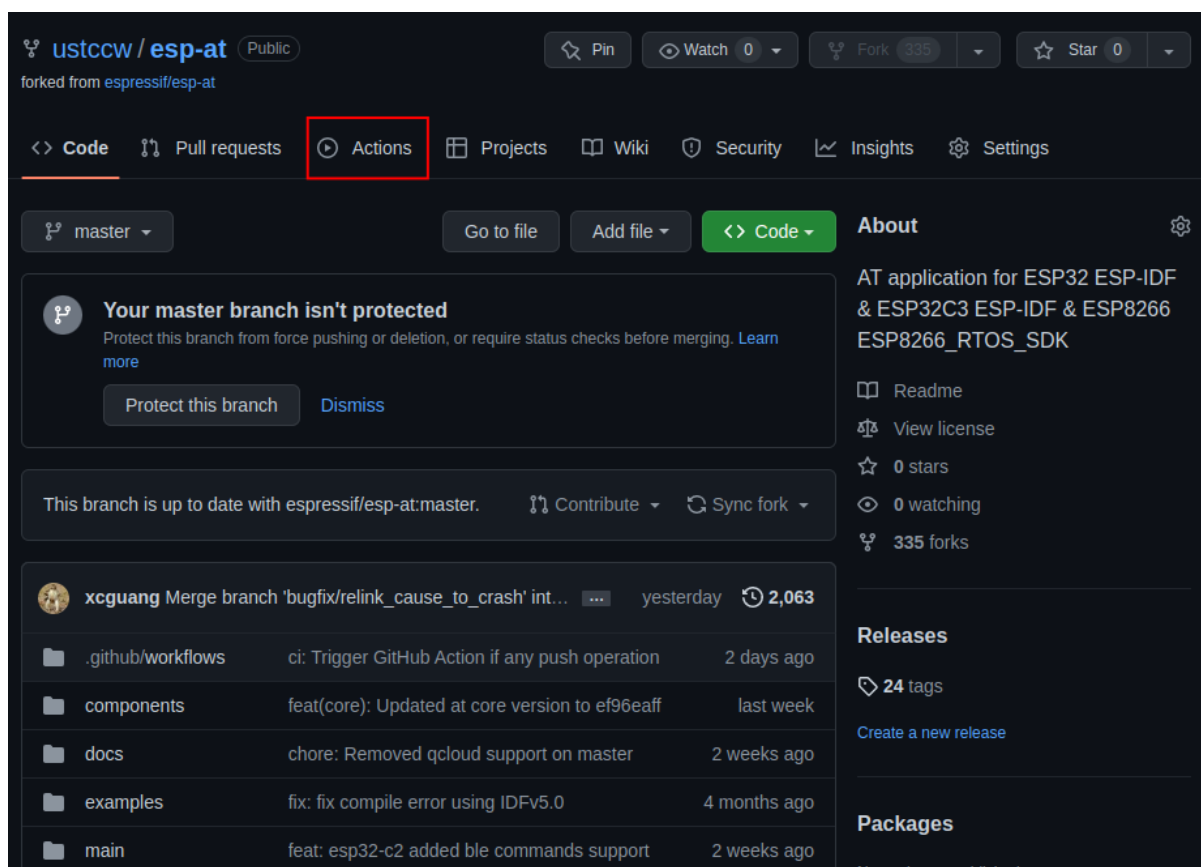 ustccw / esp-at Public
Pin
Watch 0
Fork 335
Star 0
forked from espressif/esp-at
<> Code
Pull requests
Actions
Projects
Wiki
Security
Insights
Settings
master
Go to file
Add file
<> Code
Your master branch isn't protected
Protect this branch from force pushing or deletion, or require status checks before merging. Learn
more
Protect this branch
Dismiss
This branch is up to date with espressif/esp-at:master.
Contribute
Sync fork
xcguang Merge branch 'bugfix/relink_cause_to_crash' int… ... yesterday 2,063
.github/workflows ci: Trigger GitHub Action if any push operation 2 days ago
components feat(core): Updated at core version to ef96eaff last week
docs chore: Removed qcloud support on master 2 weeks ago
examples fix: fix compile error using IDFv5.0 4 months ago
main feat: esp32-c2 added ble commands support 2 weeks ago
About
AT application for ESP32 ESP-IDF
& ESP32C3 ESP-IDF & ESP8266
ESP8266_RTOS_SDK
Readme
View license
0 stars
0 watching
335 forks
Releases
24 tags
Create a new release
Packages